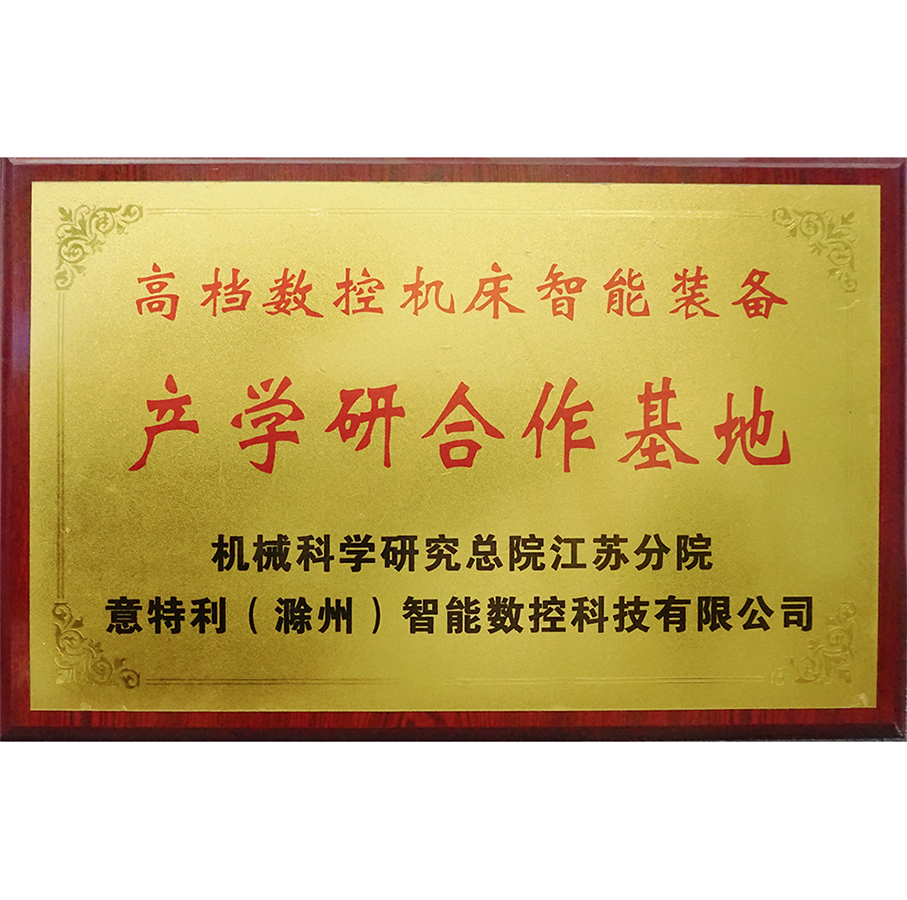 高档数控机床智能装备
产学研合作基地
机械科学研究总院江苏分院
意特利（滁州）智能数控科技有限公司